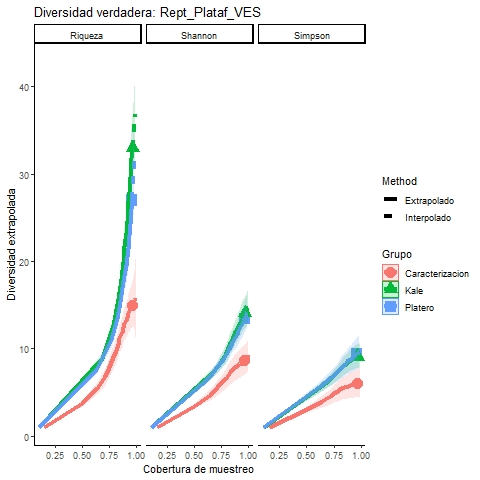 Diversidad verdadera: Rept_Plataf_VES
Riqueza
Shannon
Simpson
Diversidad extrapolada
40
30
20
10
0
0.25 0.50 0.75 1.00
0.25 0.50 0.75 1.00
0.25 0.50 0.75 1.00
Cobertura de muestreo
Method
Extrapolado
Interpolado
Grupo
Caracterizacion
Kale
Platero